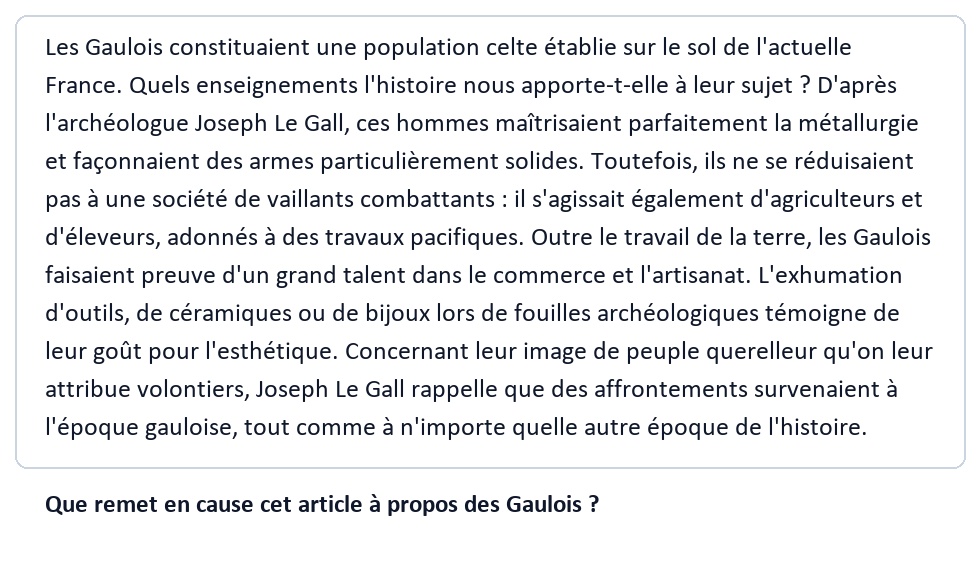 Les Gaulois constituaient une population celte établie sur le sol de l'actuelle
France. Quels enseignements l'histoire nous apporte-t-elle à leur sujet ? D'après
l'archéologue Joseph Le Gall, ces hommes maîtrisaient parfaitement la métallurgie
et façonnaient des armes particulièrement solides. Toutefois, ils ne se réduisaient
pas à une société de vaillants combattants : il s'agissait également d'agriculteurs et
d'éleveurs, adonnés à des travaux pacifiques. Outre le travail de la terre, les Gaulois
faisaient preuve d'un grand talent dans le commerce et l'artisanat. L'exhumation
d'outils, de céramiques ou de bijoux lors de fouilles archéologiques témoigne de
leur goût pour l'esthétique. Concernant leur image de peuple querelleur qu'on leur
attribue volontiers, Joseph Le Gall rappelle que des affrontements survenaient à
l'époque gauloise, tout comme à n'importe quelle autre époque de l'histoire.
Que remet en cause cet article à propos des Gaulois ?